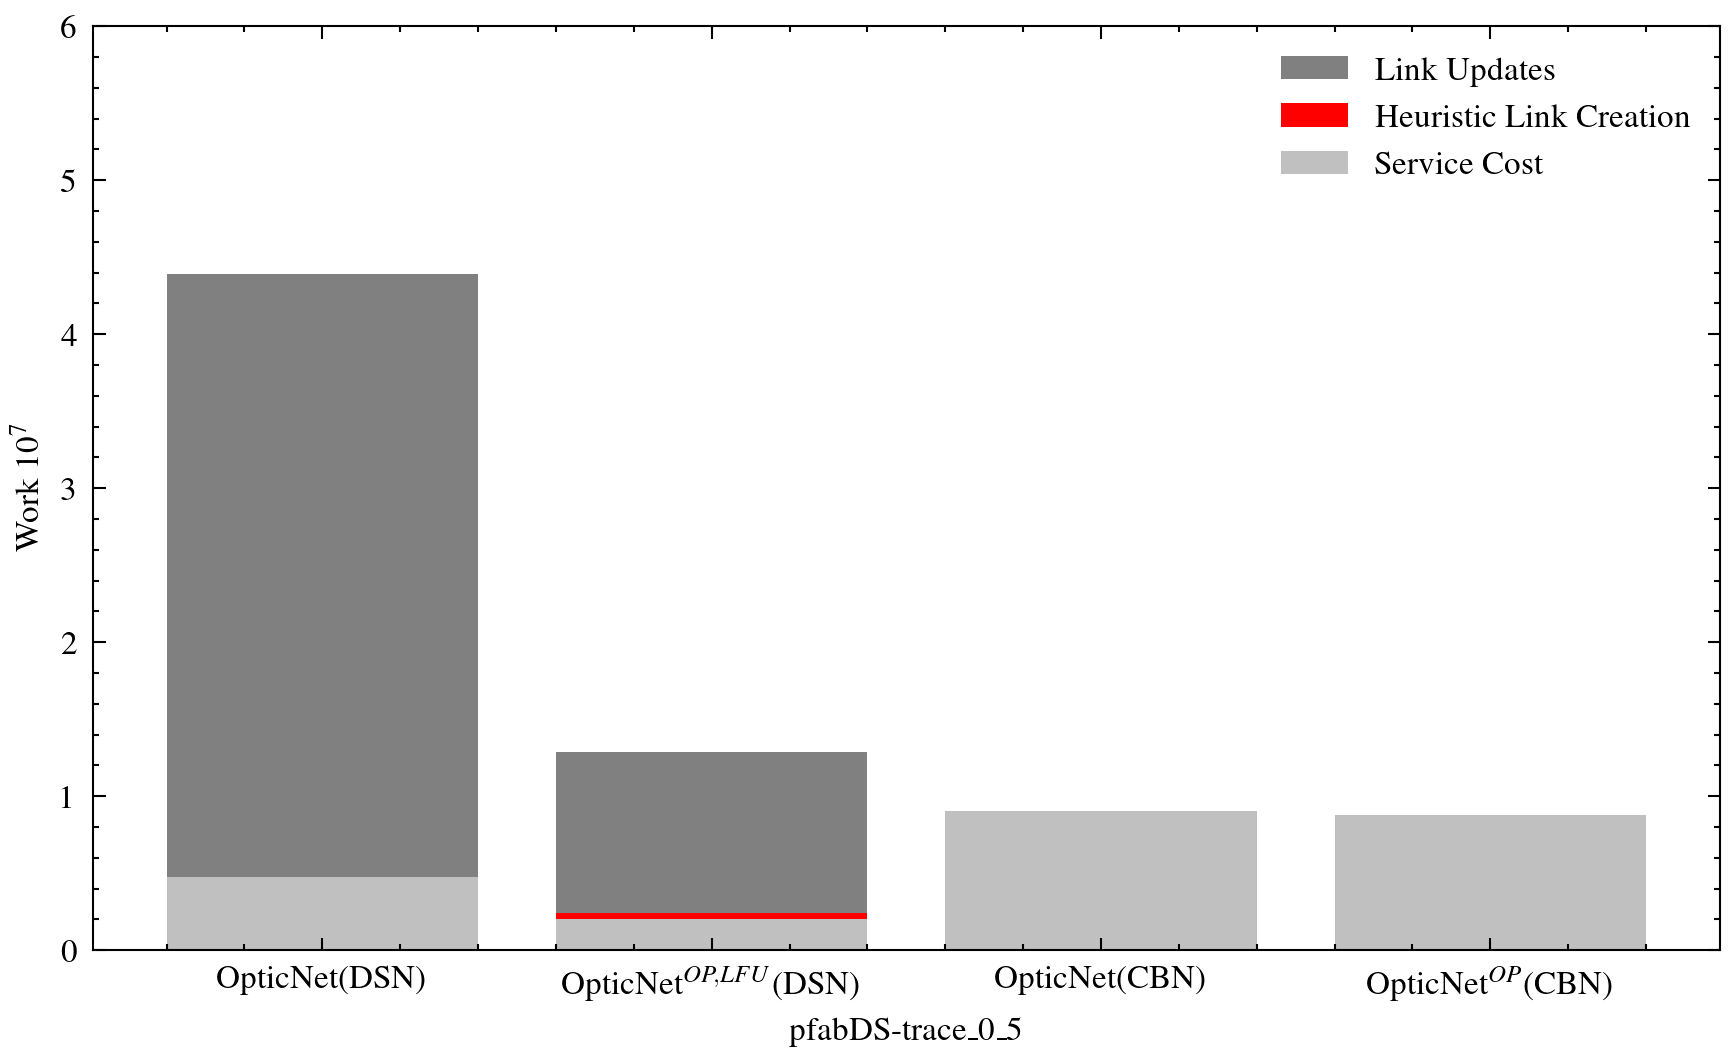 Link Updates
Heuristic Link Creation
Service Cost
6
5
4
3
2
1
0
Work 10^7
OpticNet(DSN) OpticNet^{OP,LFU}(DSN) OpticNet(CBN) OpticNet^{OP}(CBN)
pfabDS-trace_0_5